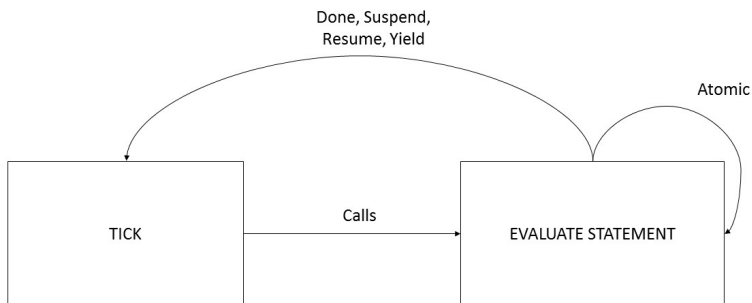 Done, Suspend,
Resume, Yield
Atomic
Calls
TICK
EVALUATE STATEMENT